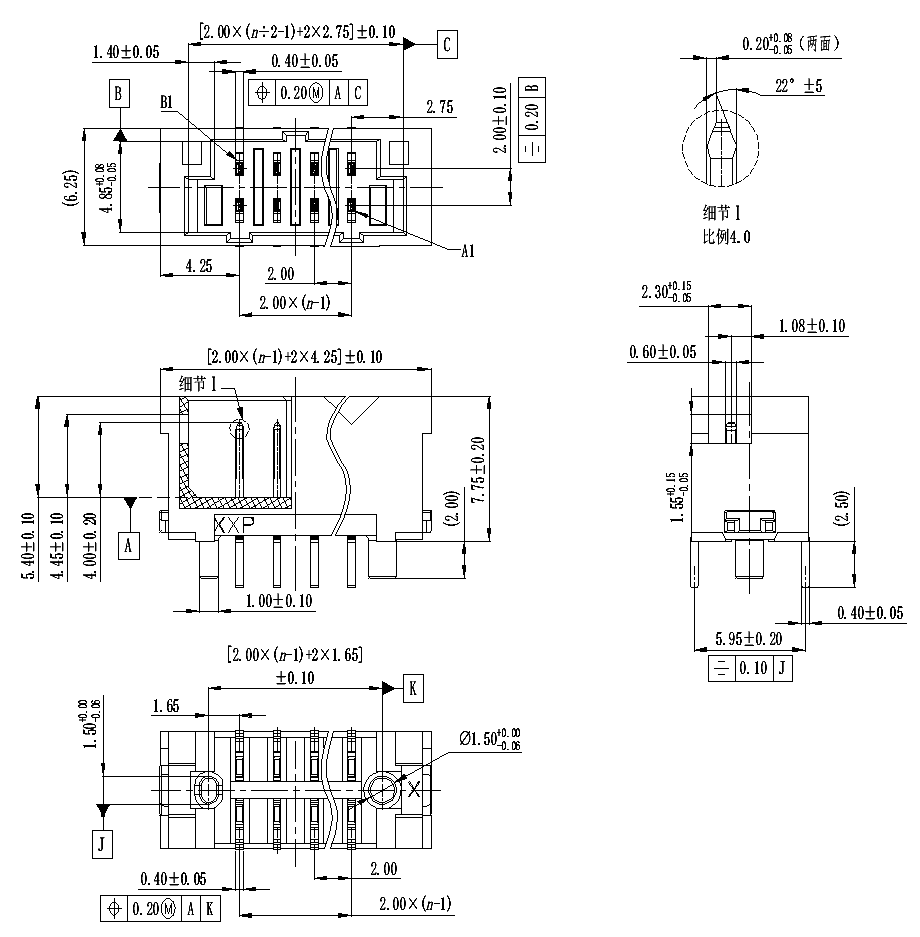 [2.00×(n÷2-1)+2×2.75]±0.10
C
1.40±0.05
0.40±0.05
⌖ 0.20Ⓜ A C
B
B1
2.75
2.00±0.10
⌯ 0.20 B
(6.25)
4.85+0.08-0.05
A1
4.25
2.00
2.00×(n-1)
0.20+0.08-0.05 (两面)
22° ±5
细节 1
比例4.0
[2.00×(n-1)+2×4.25]±0.10
细节 1
5.40±0.10
4.45±0.10
4.00±0.20
A
XXP
7.75±0.20
(2.00)
1.00±0.10
2.30+0.15-0.05
1.08±0.10
0.60±0.05
1.55+0.15-0.05
(2.50)
0.40±0.05
5.95±0.20
⌯ 0.10 J
[2.00×(n-1)+2×1.65]
±0.10
K
1.65
1.50+0.00-0.06
Ø1.50+0.00-0.06
X
J
0.40±0.05
⌖ 0.20Ⓜ A K
2.00
2.00×(n-1)